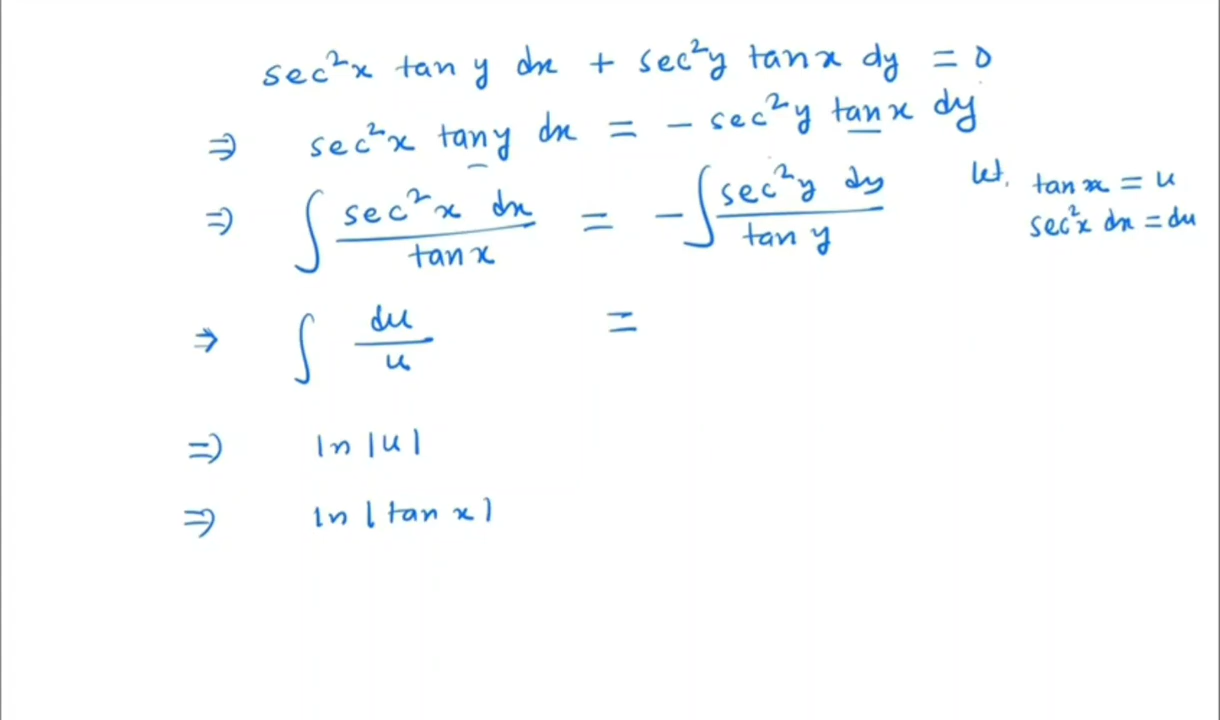 sec²x tan y dx + sec²y tan x dy = 0
⇒ sec²x tan y dx = - sec²y tan x dy
⇒ ∫ sec²x dx / tan x = - ∫ sec²y dy / tan y
let. tan x = u
sec²x dx = du
⇒ ∫ du / u =
⇒ ln |u|
⇒ ln |tan x|